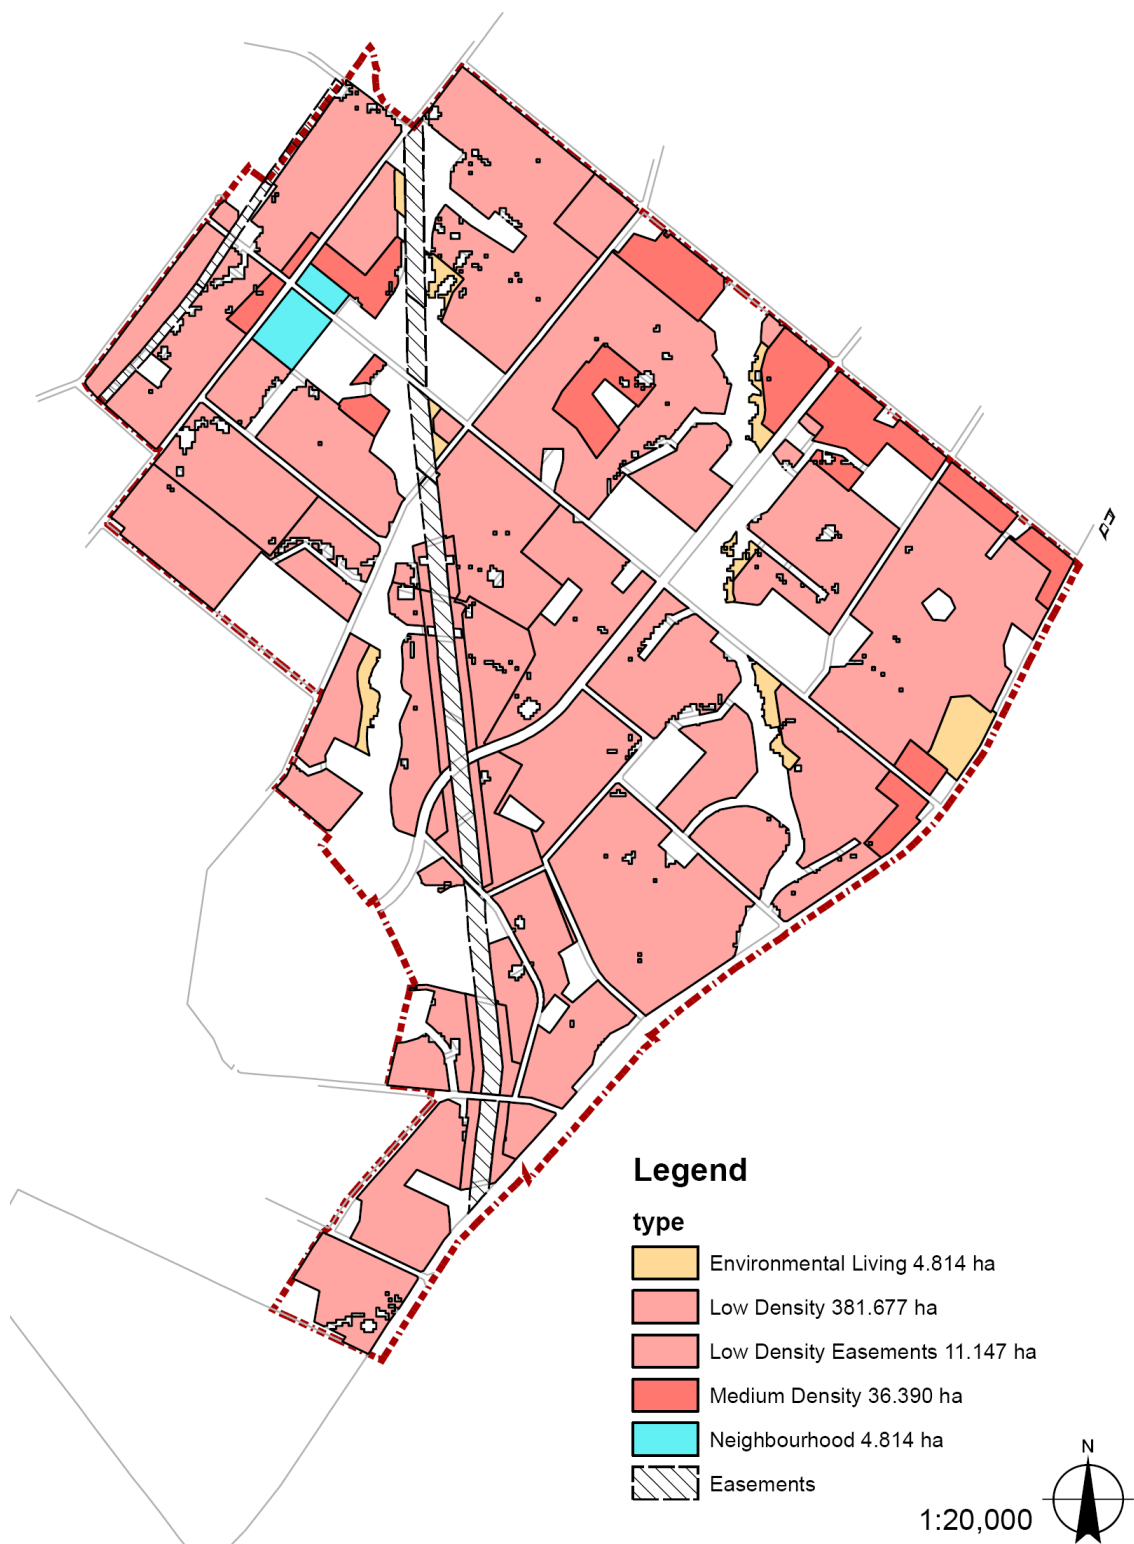 Legend
type
Environmental Living 4.814 ha
Low Density 381.677 ha
Low Density Easements 11.147 ha
Medium Density 36.390 ha
Neighbourhood 4.814 ha
Easements
N
1:20,000